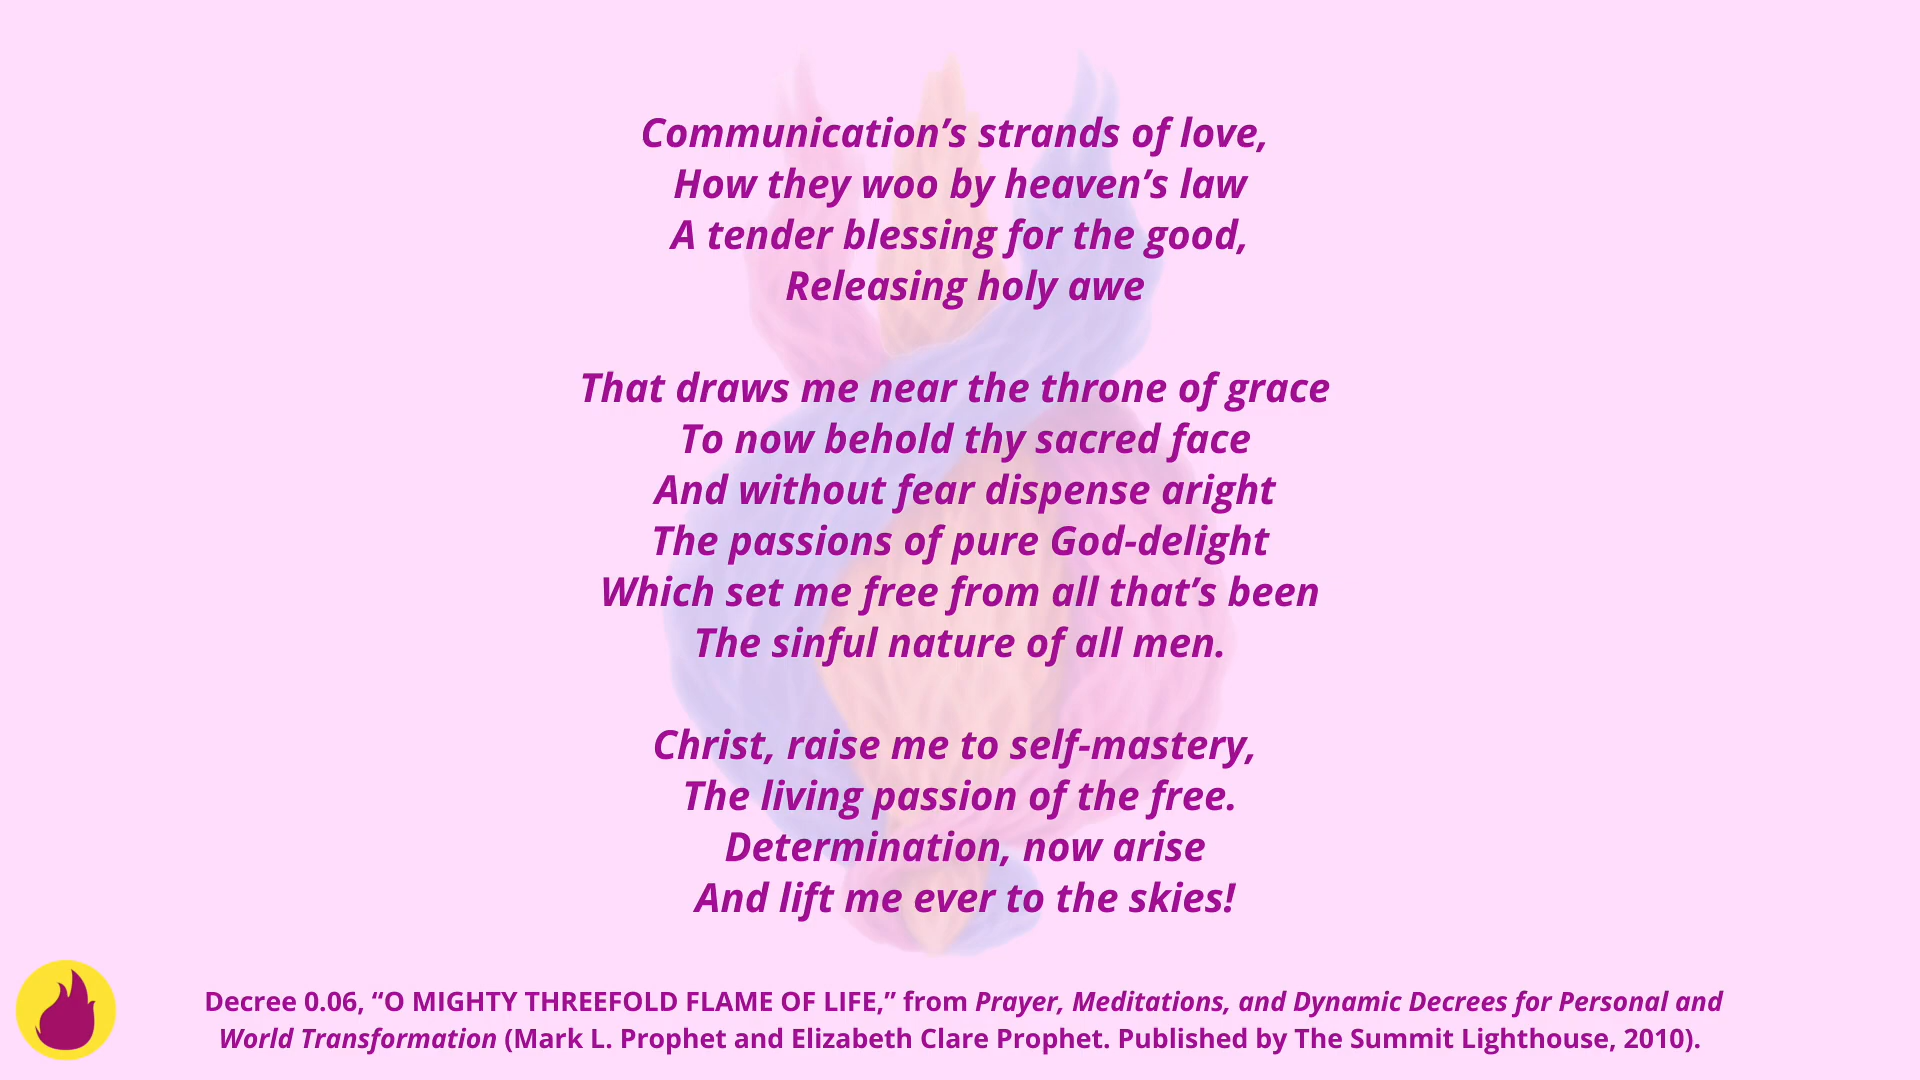 Communication’s strands of love,
How they woo by heaven’s law
A tender blessing for the good,
Releasing holy awe
That draws me near the throne of grace
To now behold thy sacred face
And without fear dispense aright
The passions of pure God-delight
Which set me free from all that’s been
The sinful nature of all men.
Christ, raise me to self-mastery,
The living passion of the free.
Determination, now arise
And lift me ever to the skies!
Decree 0.06, “O MIGHTY THREEFOLD FLAME OF LIFE,” from Prayer, Meditations, and Dynamic Decrees for Personal and
World Transformation (Mark L. Prophet and Elizabeth Clare Prophet. Published by The Summit Lighthouse, 2010).